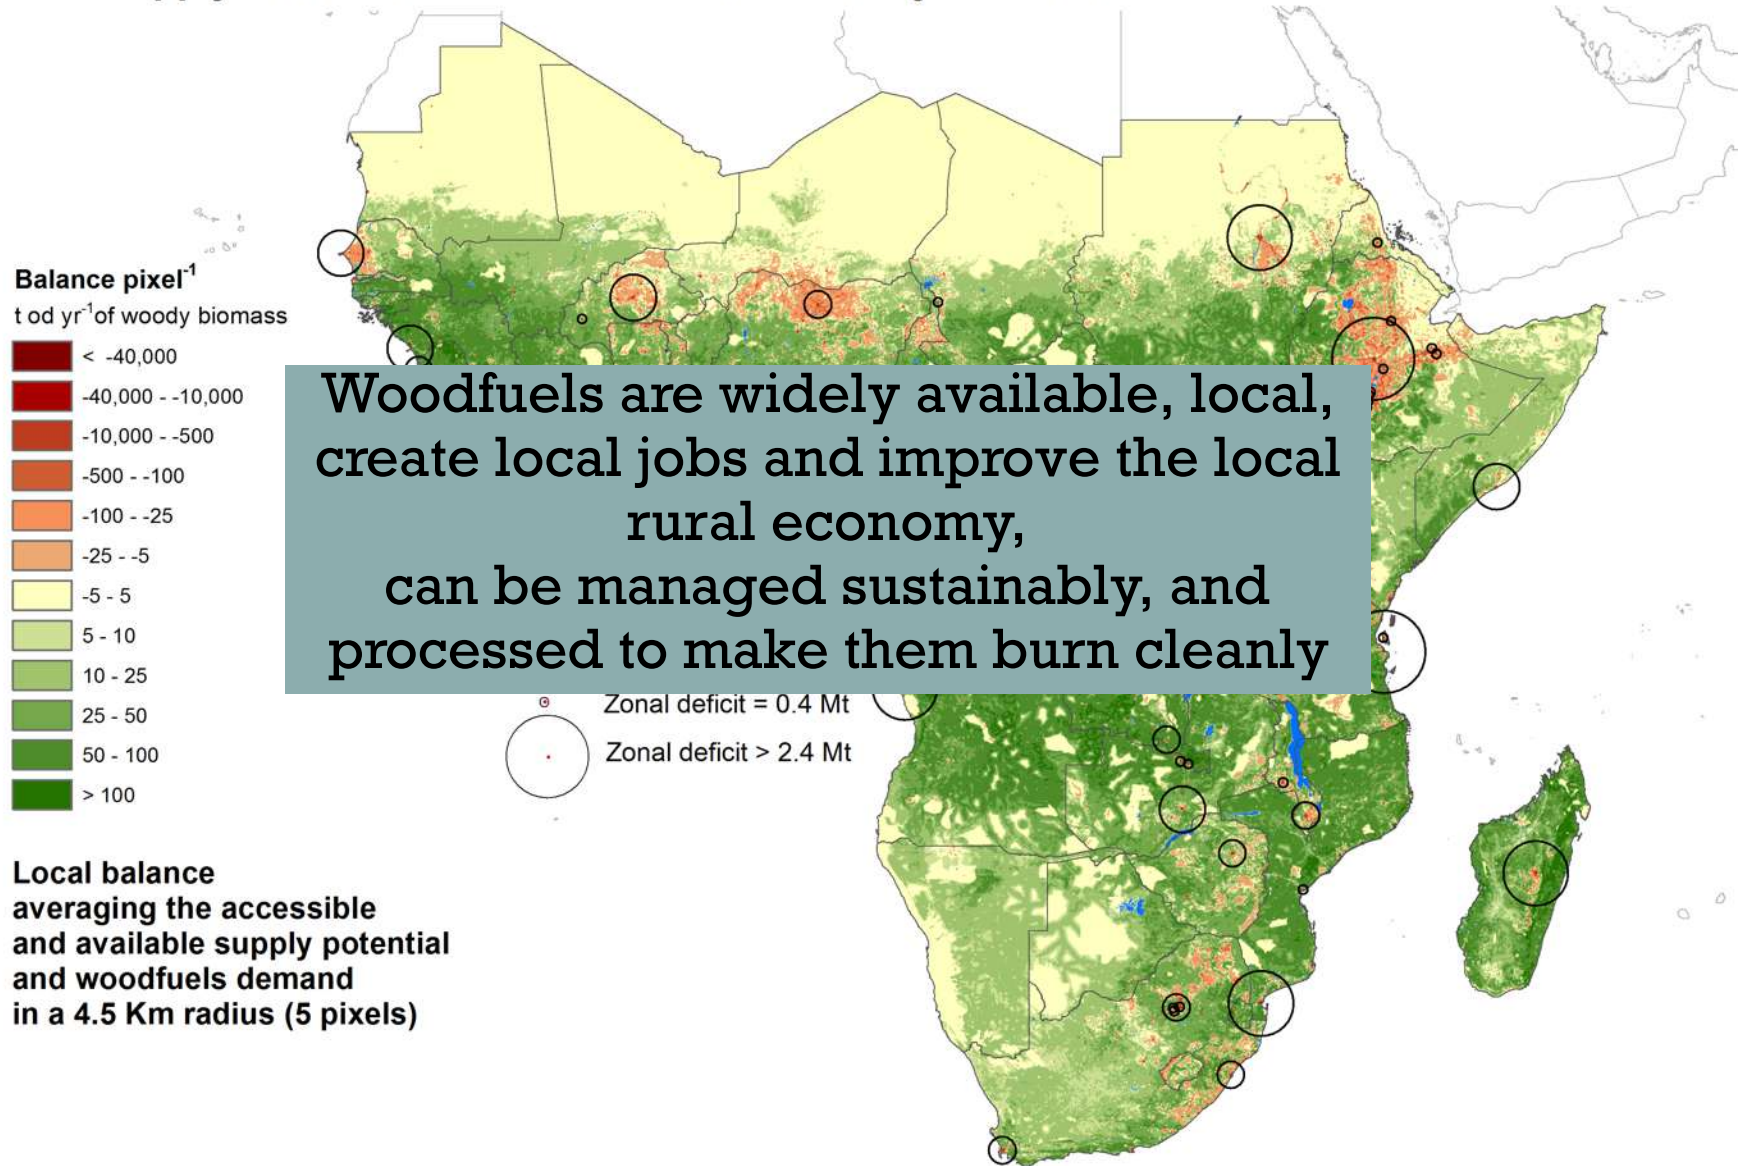 Balance pixel-1
t od yr-1of woody biomass
< -40,000
-40,000 - -10,000
-10,000 - -500
-500 - -100
-100 - -25
-25 - -5
-5 - 5
5 - 10
10 - 25
25 - 50
50 - 100
> 100
Woodfuels are widely available, local,
create local jobs and improve the local
rural economy,
can be managed sustainably, and
processed to make them burn cleanly
Zonal deficit = 0.4 Mt
Zonal deficit > 2.4 Mt
Local balance
averaging the accessible
and available supply potential
and woodfuels demand
in a 4.5 Km radius (5 pixels)